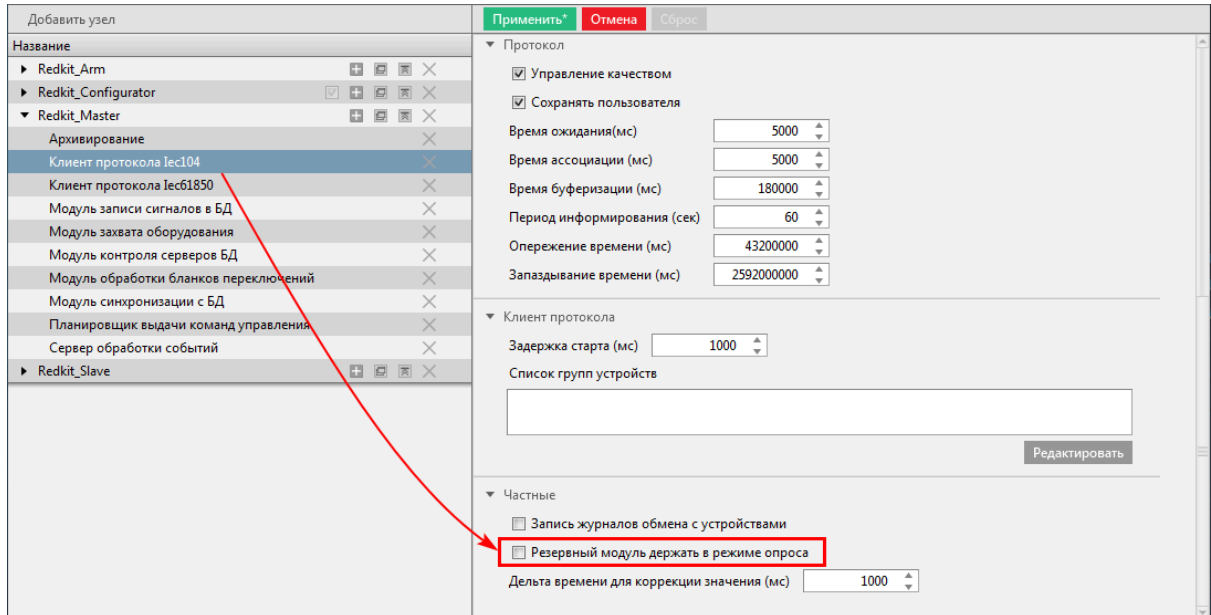 Добавить узел
Название
Redkit_Arm
Redkit_Configurator
Redkit_Master
Архивирование
Клиент протокола Iec104
Клиент протокола Iec61850
Модуль записи сигналов в БД
Модуль захвата оборудования
Модуль контроля серверов БД
Модуль обработки бланков переключений
Модуль синхронизации с БД
Планировщик выдачи команд управления
Сервер обработки событий
Redkit_Slave
Применить* Отмена Сброс
Протокол
Управление качеством
Сохранять пользователя
Время ожидания(мс) 5000
Время ассоциации (мс) 5000
Время буферизации (мс) 180000
Период информирования (сек) 60
Опережение времени (мс) 43200000
Запаздывание времени (мс) 2592000000
Клиент протокола
Задержка старта (мс) 1000
Список групп устройств
Редактировать
Частные
Запись журналов обмена с устройствами
Резервный модуль держать в режиме опроса
Дельта времени для коррекции значения (мс) 1000